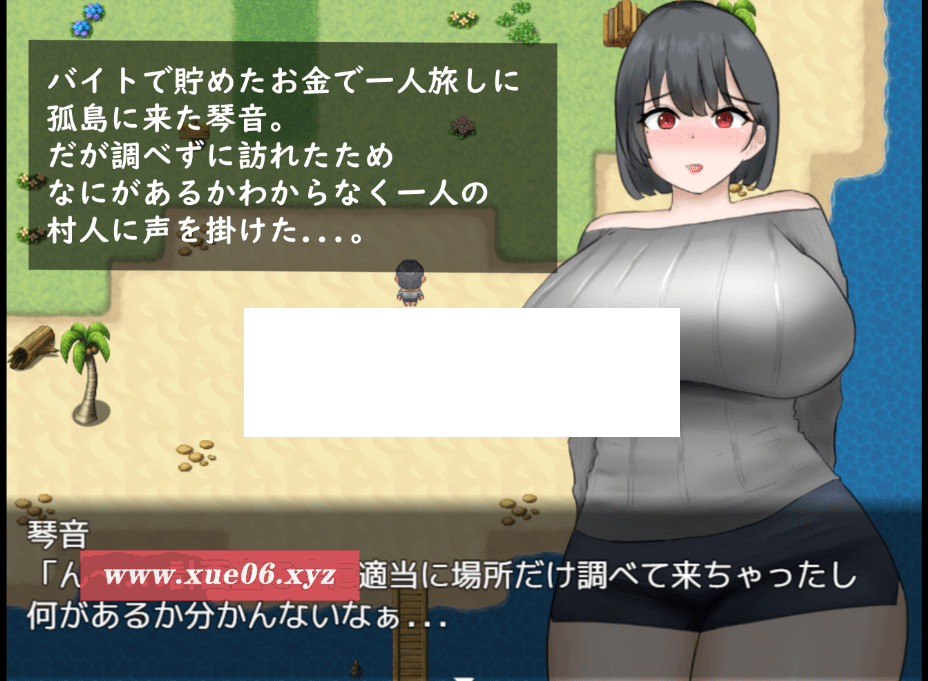 バイトで貯めたお金で一人旅しに
孤島に来た琴音。
だが調べずに訪れたため
なにがあるかわからなく一人の
村人に声を掛けた...。
琴音
「ん
www.xue06.xyz
適当に場所だけ調べて来ちゃったし
何があるか分かんないなぁ...